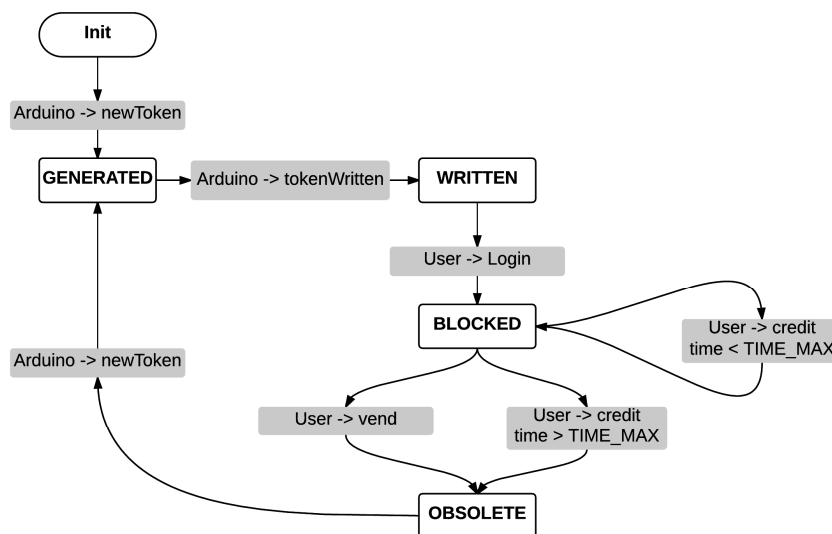 Init
Arduino -> newToken
GENERATED
Arduino -> tokenWritten
WRITTEN
User -> Login
BLOCKED
User -> credit
time < TIME_MAX
Arduino -> newToken
User -> vend
User -> credit
time > TIME_MAX
OBSOLETE